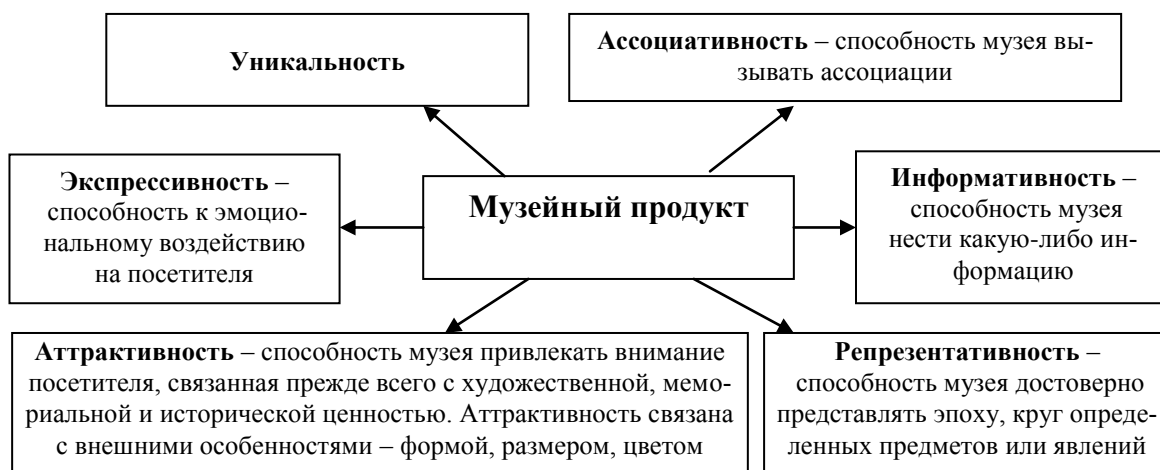 Уникальность
Ассоциативность – способность музея вы-
зывать ассоциации
Экспрессивность –
способность к эмоцио-
нальному воздействию
на посетителя
Музейный продукт
Информативность –
способность музея
нести какую-либо ин-
формацию
Аттрактивность – способность музея привлекать внимание
посетителя, связанная прежде всего с художественной, мемо-
риальной и исторической ценностью. Аттрактивность связана
с внешними особенностями – формой, размером, цветом
Репрезентативность –
способность музея достоверно
представлять эпоху, круг опреде-
ленных предметов или явлений